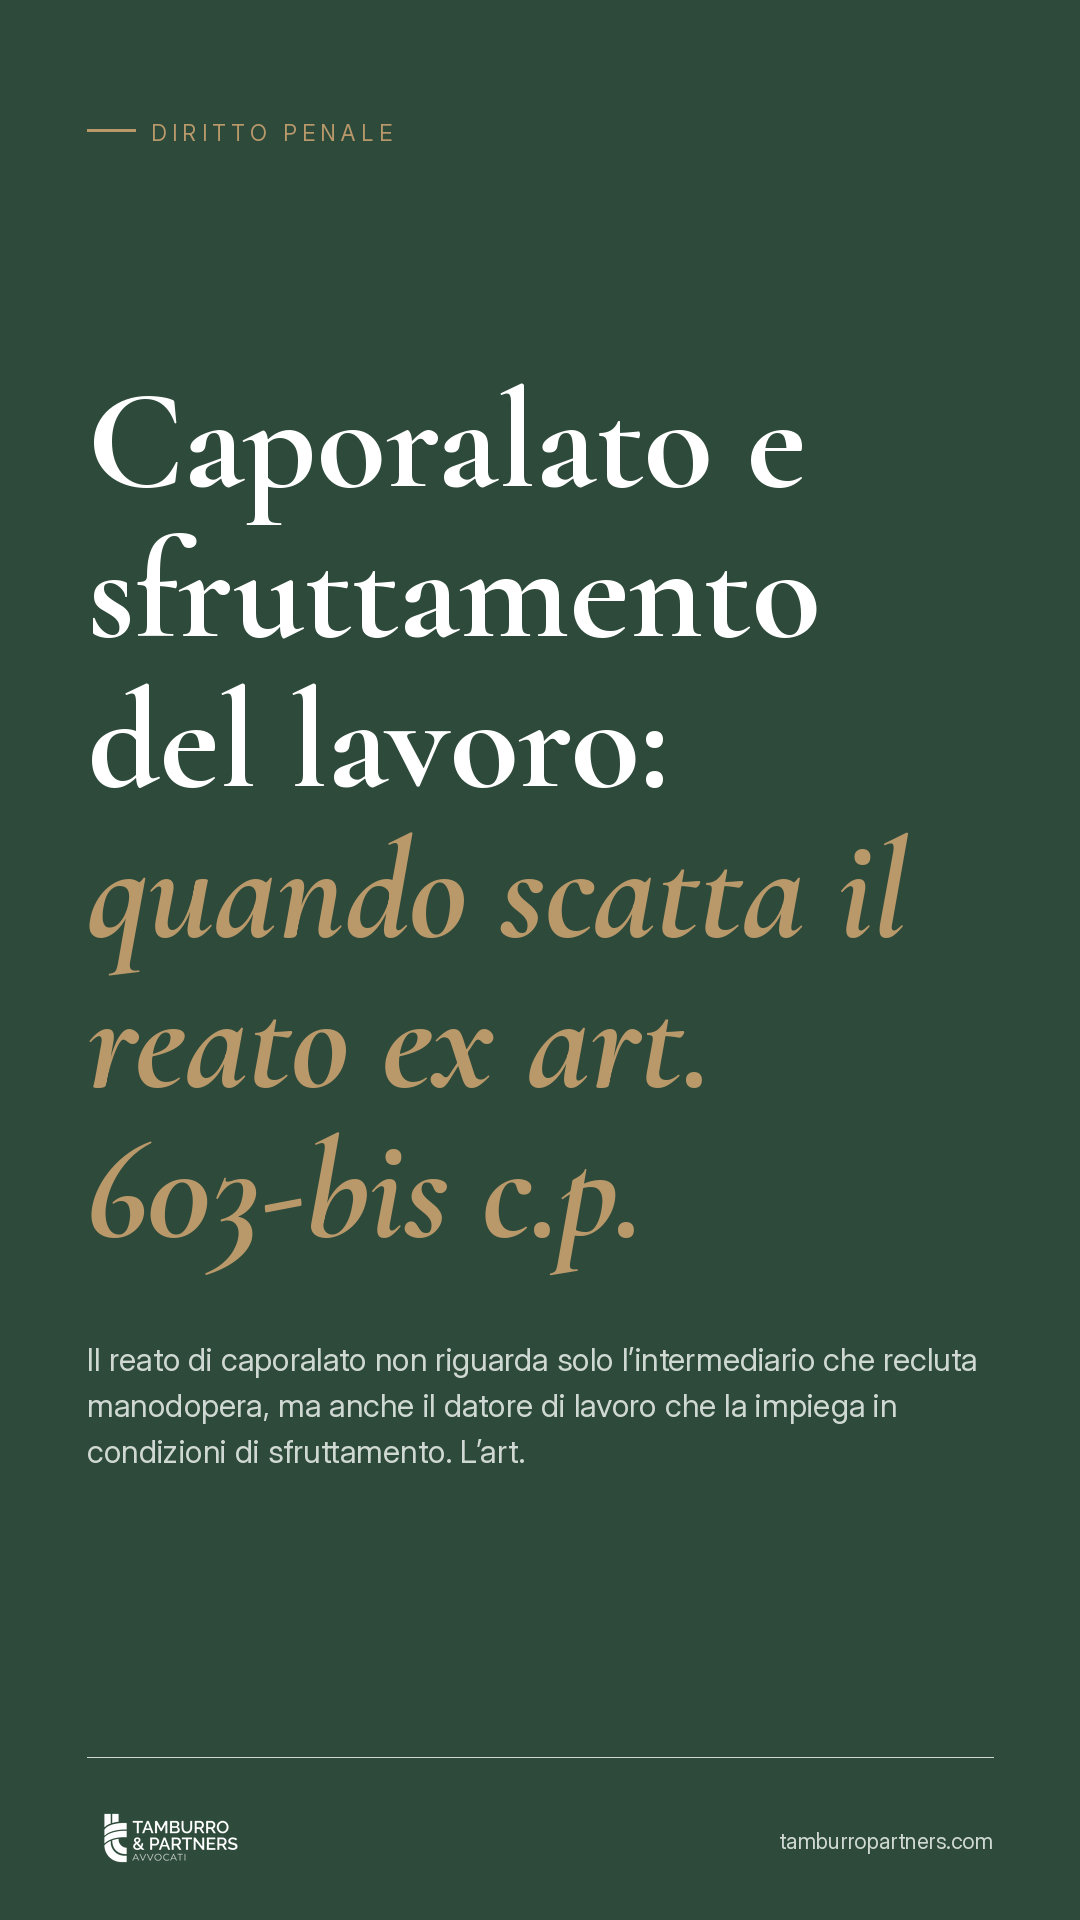 DIRITTO PENALE
Caporalato e
sfruttamento
del lavoro:
quando scatta il
reato ex art.
603-bis c.p.
Il reato di caporalato non riguarda solo l’intermediario che recluta
manodopera, ma anche il datore di lavoro che la impiega in
condizioni di sfruttamento. L’art.
TAMBURRO
& PARTNERS
AVVOCATI
tamburropartners.com